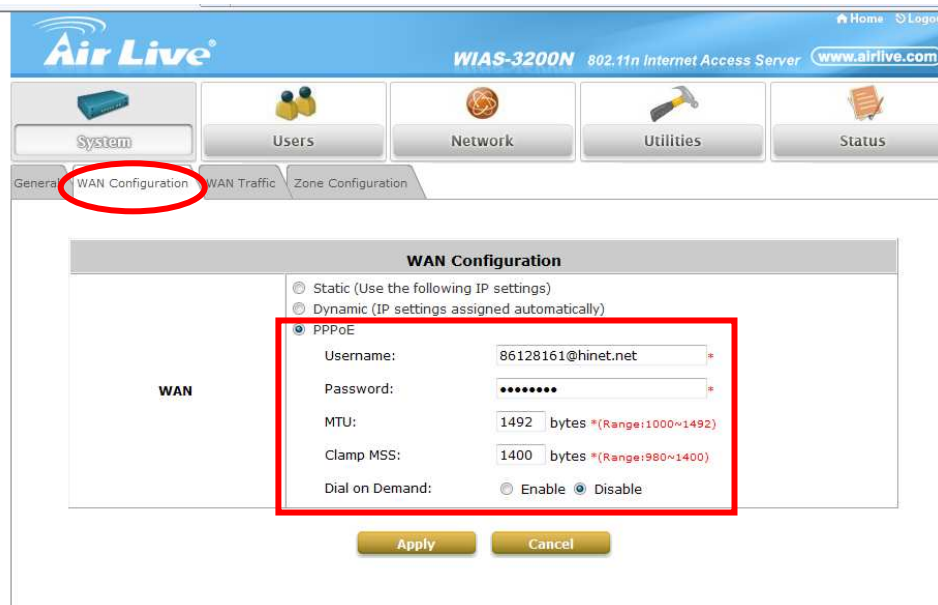 Home Logou
Air Live®
WIAS-3200N 802.11n Internet Access Server www.airlive.com
System Users Network Utilities Status
General WAN Configuration WAN Traffic Zone Configuration
WAN Configuration
Static (Use the following IP settings)
Dynamic (IP settings assigned automatically)
PPPoE
Username: 86128161@hinet.net *
WAN
Password: •••••••• *
MTU: 1492 bytes *(Range:1000~1492)
Clamp MSS: 1400 bytes *(Range:980~1400)
Dial on Demand: Enable Disable
Apply Cancel